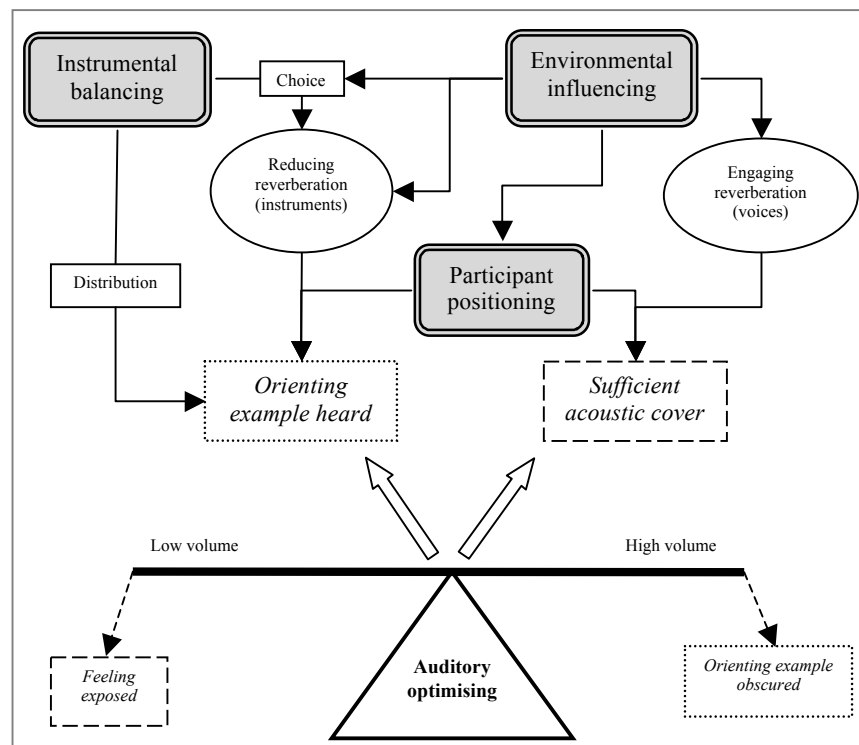 Instrumental
balancing
Choice
Environmental
influencing
Reducing
reverberation
(instruments)
Engaging
reverberation
(voices)
Distribution
Participant
positioning
Orienting
example heard
Sufficient
acoustic cover
Low volume
High volume
Feeling
exposed
Auditory
optimising
Orienting example
obscured